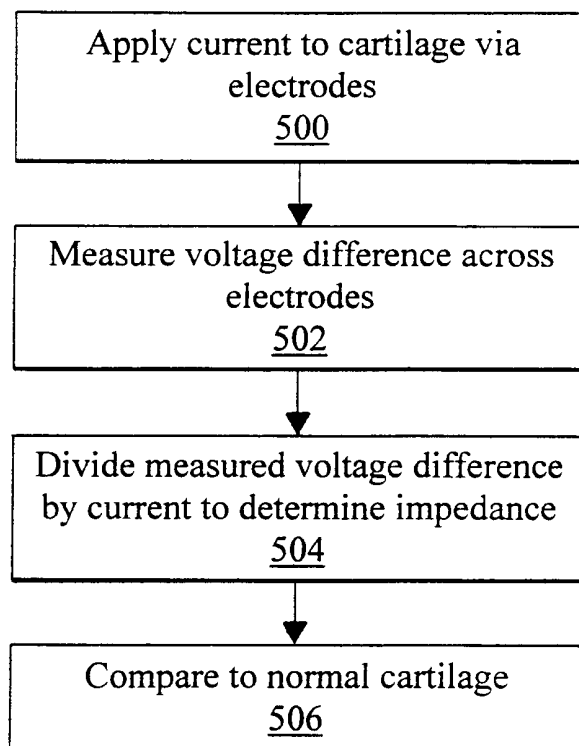 Apply current to cartilage via
electrodes
500
Measure voltage difference across
electrodes
502
Divide measured voltage difference
by current to determine impedance
504
Compare to normal cartilage
506